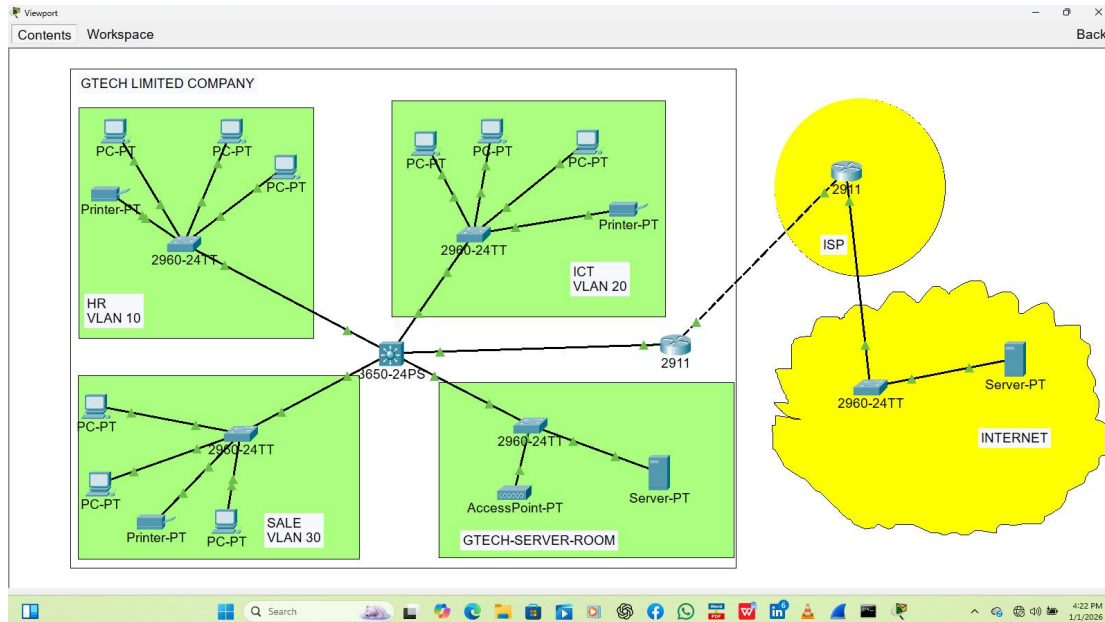 Viewport
Contents Workspace Back
GTECH LIMITED COMPANY
PC-PT
PC-PT
PC-PT
Printer-PT
2960-24TT
HR
VLAN 10
PC-PT
PC-PT
PC-PT
Printer-PT
2960-24TT
ICT
VLAN 20
2911
ISP
3650-24PS
2911
PC-PT
2960-24TT
PC-PT
Printer-PT
PC-PT
SALE
VLAN 30
2960-24TT
AccessPoint-PT
Server-PT
GTECH-SERVER-ROOM
Server-PT
2960-24TT
INTERNET
Search
4:22 PM
1/1/2026